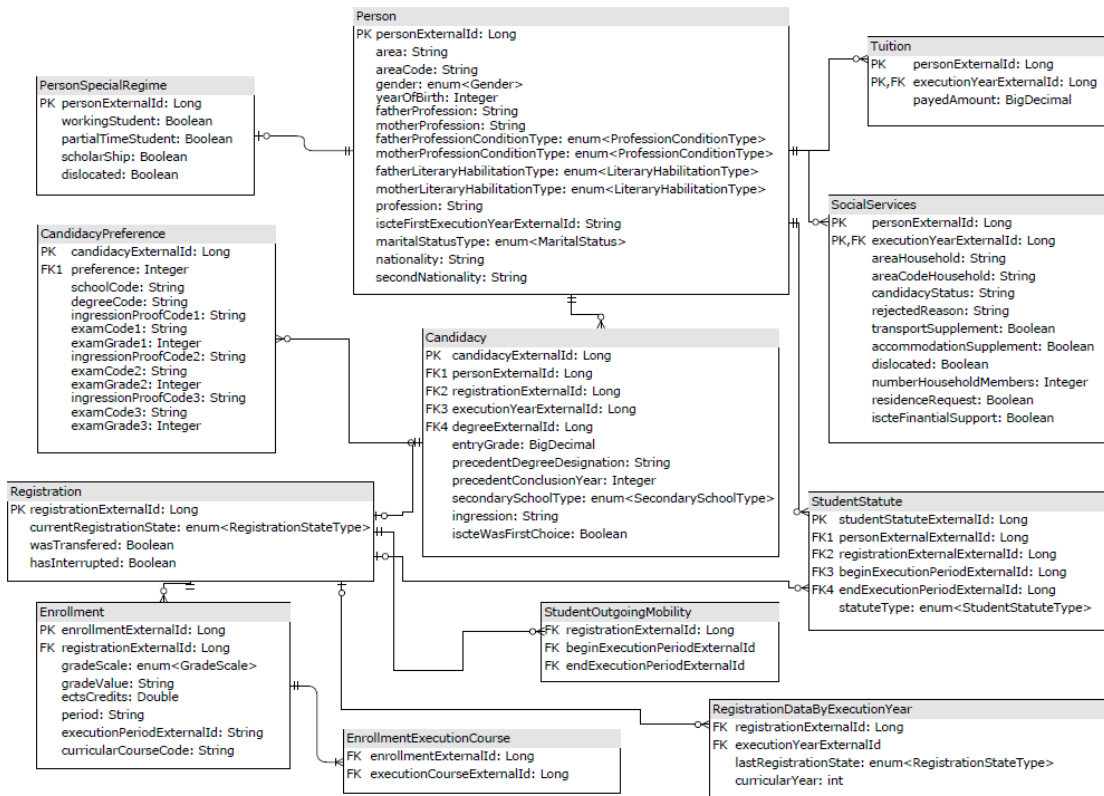 Person
PK personExternalId: Long
area: String
areaCode: String
gender: enum<Gender>
yearOfBirth: Integer
fatherProfession: String
motherProfession: String
fatherProfessionConditionType: enum<ProfessionConditionType>
motherProfessionConditionType: enum<ProfessionConditionType>
fatherLiteraryHabilitationType: enum<LiteraryHabilitationType>
motherLiteraryHabilitationType: enum<LiteraryHabilitationType>
profession: String
iscteFirstExecutionYearExternalId: String
maritalStatusType: enum<MaritalStatus>
nationality: String
secondNationality: String
Tuition
PK personExternalId: Long
PK,FK executionYearExternalId: Long
payedAmount: BigDecimal
PersonSpecialRegime
PK personExternalId: Long
workingStudent: Boolean
partialTimeStudent: Boolean
scholarShip: Boolean
dislocated: Boolean
SocialServices
PK personExternalId: Long
PK,FK executionYearExternalId: Long
areaHousehold: String
areaCodeHousehold: String
candidacyStatus: String
rejectedReason: String
transportSupplement: Boolean
accommodationSupplement: Boolean
dislocated: Boolean
numberHouseholdMembers: Integer
residenceRequest: Boolean
iscteFinantialSupport: Boolean
CandidacyPreference
PK candidacyExternalId: Long
FK1 preference: Integer
schoolCode: String
degreeCode: String
ingressionProofCode1: String
examCode1: String
examGrade1: Integer
ingressionProofCode2: String
examCode2: String
examGrade2: Integer
ingressionProofCode3: String
examCode3: String
examGrade3: Integer
Candidacy
PK candidacyExternalId: Long
FK1 personExternalId: Long
FK2 registrationExternalId: Long
FK3 executionYearExternalId: Long
FK4 degreeExternalId: Long
entryGrade: BigDecimal
precedentDegreeDesignation: String
precedentConclusionYear: Integer
secondarySchoolType: enum<SecondarySchoolType>
ingression: String
iscteWasFirstChoice: Boolean
Registration
PK registrationExternalId: Long
currentRegistrationState: enum<RegistrationStateType>
wasTransfered: Boolean
hasInterrupted: Boolean
StudentStatute
PK studentStatuteExternalId: Long
FK1 personExternalExternalId: Long
FK2 registrationExternalExternalId: Long
FK3 beginExecutionPeriodExternalId: Long
FK4 endExecutionPeriodExternalId: Long
statuteType: enum<StudentStatuteType>
Enrollment
PK enrollmentExternalId: Long
FK registrationExternalId: Long
gradeScale: enum<GradeScale>
gradeValue: String
ectsCredits: Double
period: String
executionPeriodExternalId: String
curricularCourseCode: String
StudentOutgoingMobility
FK registrationExternalId: Long
FK beginExecutionPeriodExternalId
FK endExecutionPeriodExternalId
EnrollmentExecutionCourse
FK enrollmentExternalId: Long
FK executionCourseExternalId: Long
RegistrationDataByExecutionYear
FK registrationExternalId: Long
FK executionYearExternalId
lastRegistrationState: enum<RegistrationStateType>
curricularYear: int